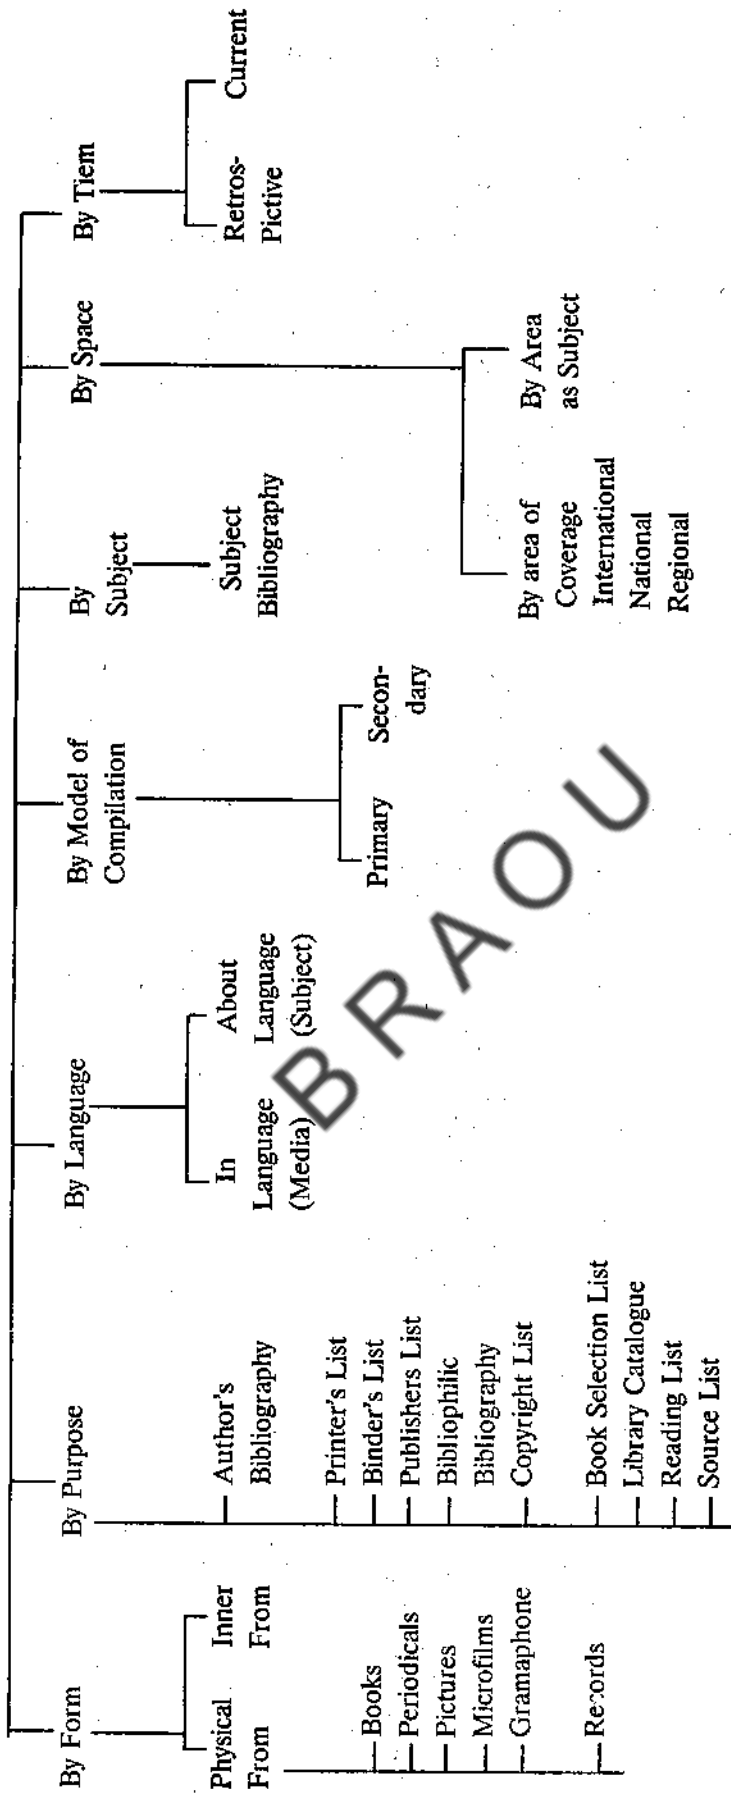 By Form
Physical
From
Books
Periodicals
Pictures
Microfilms
Gramaphone
Records
Inner
From
By Purpose
Author's
Bibliography
Printer's List
Binder's List
Publishers List
Bibliophilic
Bibliography
Copyright List
Book Selection List
Library Catalogue
Reading List
Source List
By Language
In
Language
(Media)
About
Language
(Subject)
By Model of
Compilation
Primary
Secon-
dary
By
Subject
Subject
Bibliography
By Space
By area of
Coverage
International
National
Regional
By Area
as Subject
By Tiem
Retros-
Pictive
Current
BRAOU